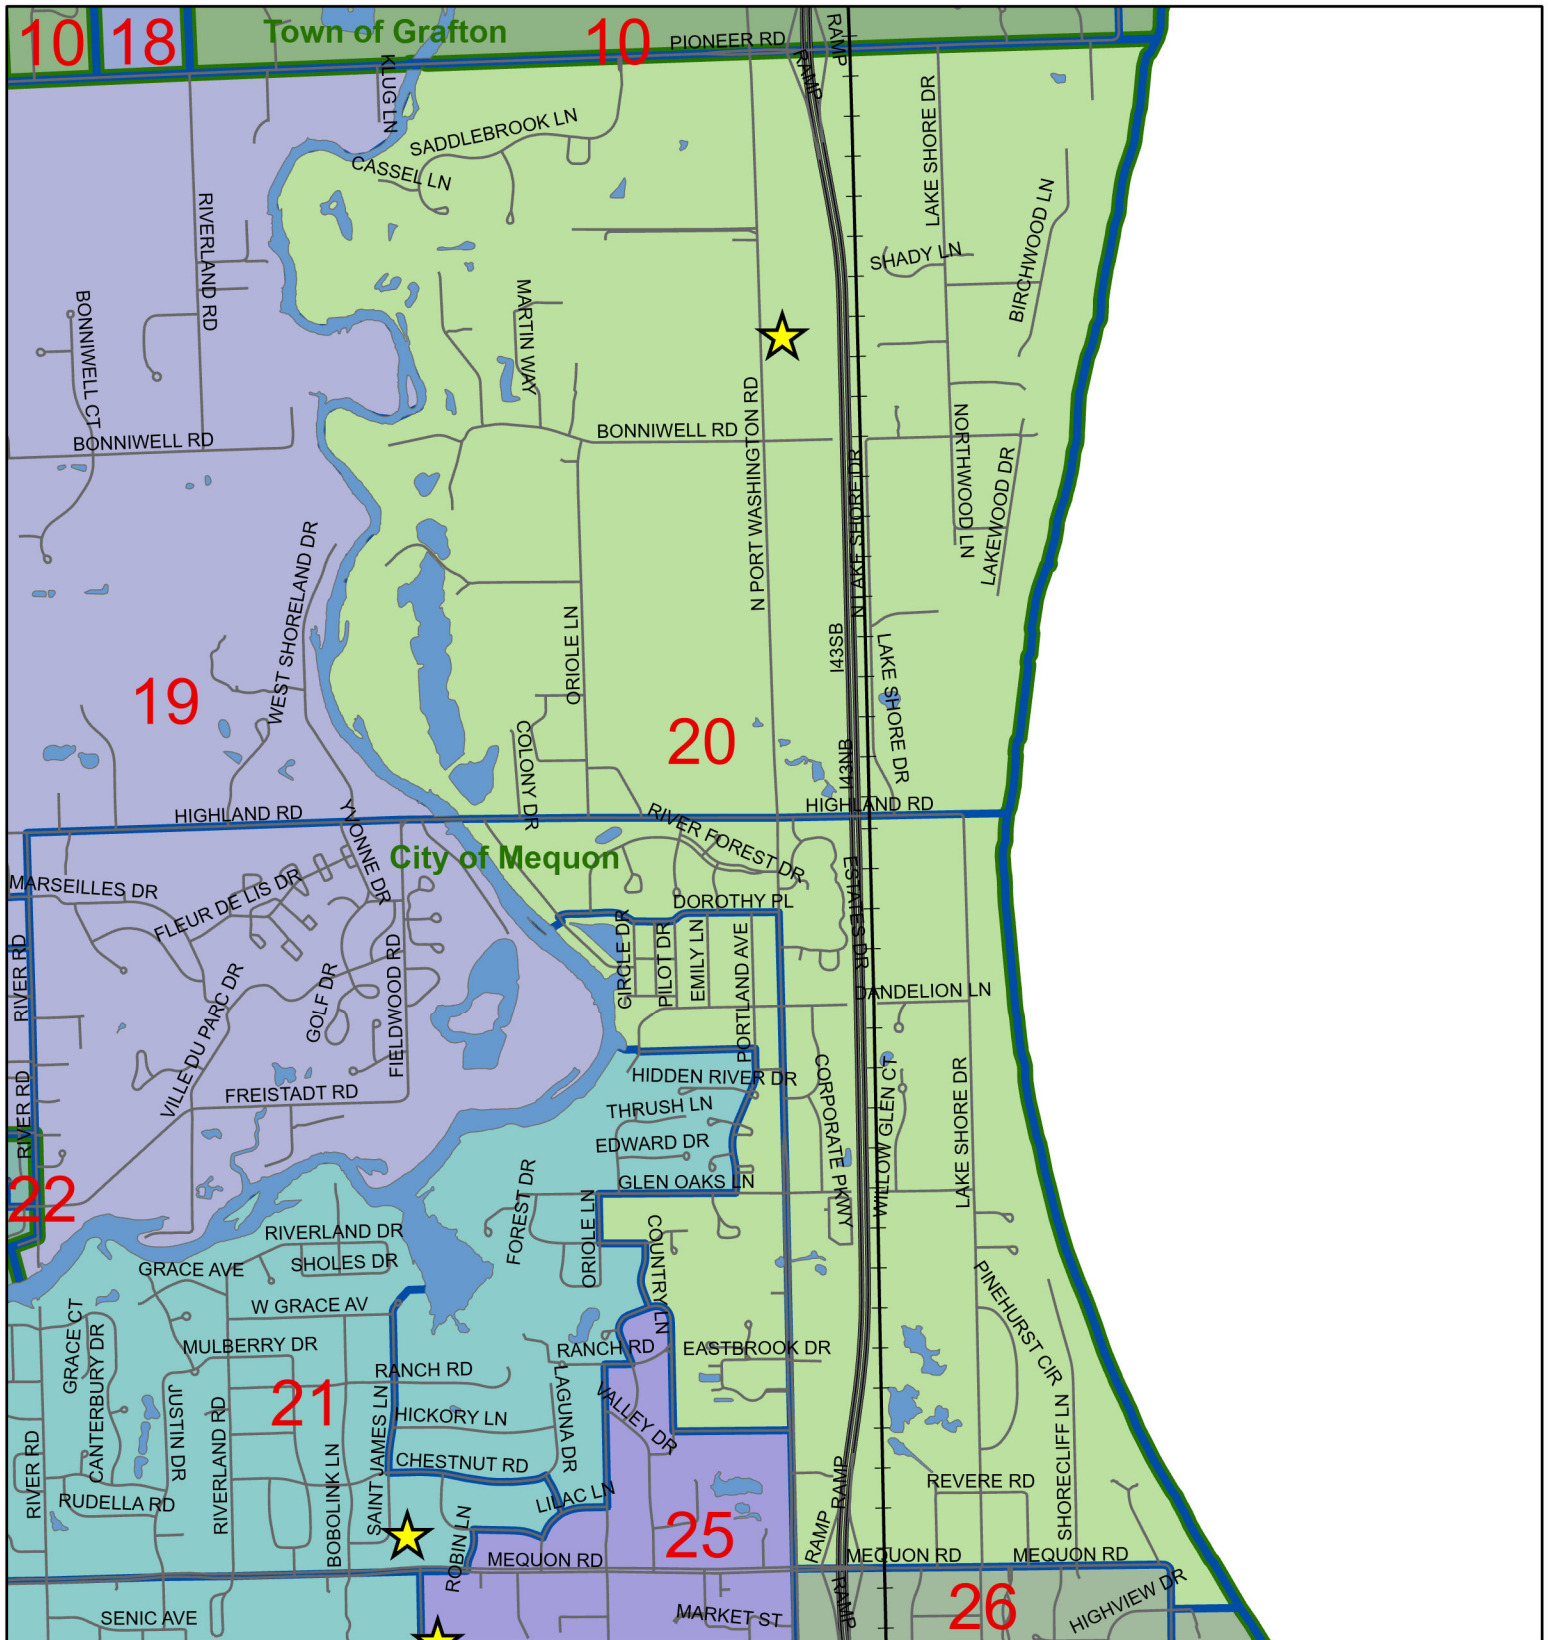 10
18
Town of Grafton
10
PIONEER RD
RAMP
RAMP
KLUG LN
SADDLEBROOK LN
CASSEL LN
LAKE SHORE DR
RIVERLAND RD
BIRCHWOOD LN
SHADY LN
BONNIWELL CT
MARTIN WAY
N PORT WASHINGTON RD
BONNIWELL RD
BONNIWELL RD
NORTHWOOD LN
LAKEWOOD DR
N LAKE SHORE DR
WEST SHORELAND DR
ORIOLE LN
I43SB
LAKE SHORE DR
19
20
COLONY DR
I43NB
HIGHLAND RD
HIGHLAND RD
YVONNE DR
RIVER FOREST DR
City of Mequon
MARSEILLES DR
FLEUR DE LIS DR
ESTATES DR
DOROTHY PL
CIRCLE DR
PILOT DR
EMILY LN
PORTLAND AVE
RIVER RD
GOLF DR
FIELDWOOD RD
VILLE DU PARC DR
DANDELION LN
RIVER RD
FREISTADT RD
HIDDEN RIVER DR
THRUSH LN
EDWARD DR
GLEN OAKS LN
CORPORATE PKWY
WILLOW GLEN CT
LAKE SHORE DR
22
FOREST DR
ORIOLE LN
COUNTRY LN
RIVERLAND DR
SHOLES DR
GRACE AVE
W GRACE AV
GRACE CT
CANTERBURY DR
MULBERRY DR
RANCH RD
RANCH RD
EASTBROOK DR
PINEHURST CIR
21
JUSTIN DR
RIVERLAND RD
SAINT JAMES LN
HICKORY LN
LAGUNA DR
VALLEY DR
SHORECLIFF LN
RIVER RD
BOBOLINK LN
CHESTNUT RD
LILAC LN
RUDELLA RD
REVERE RD
25
RAMP
RAMP
ROBIN LN
MEQUON RD
MEQUON RD
MEQUON RD
RAMP
26
HIGHVIEW DR
SENIC AVE
MARKET ST